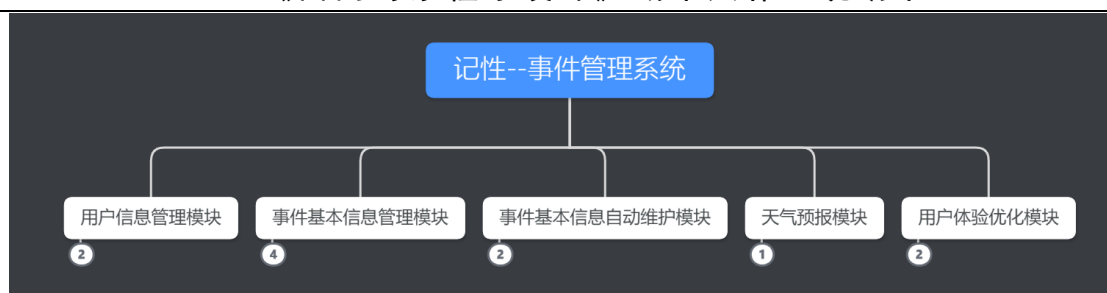 记性--事件管理系统
用户信息管理模块
事件基本信息管理模块
事件基本信息自动维护模块
天气预报模块
用户体验优化模块
2
4
2
1
2